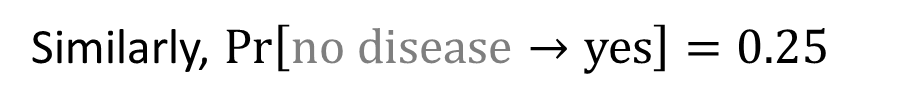 Similarly, Pr[no disease → yes] = 0.25